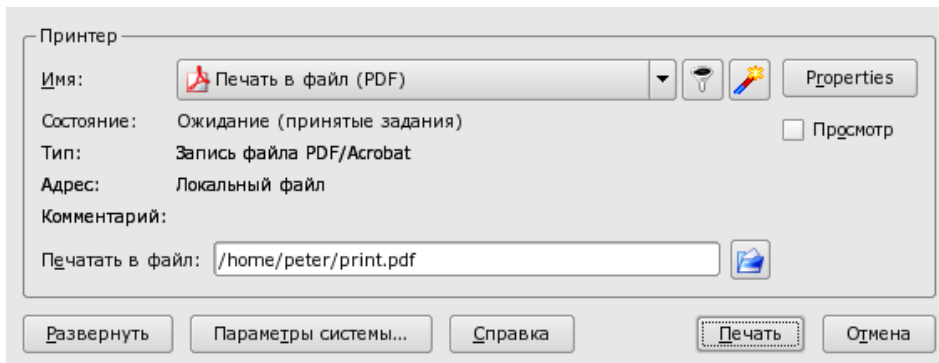 Принтер
Имя: Печать в файл (PDF) Properties
Состояние: Ожидание (принятые задания) Просмотр
Тип: Запись файла PDF/Acrobat
Адрес: Локальный файл
Комментарий:
Печатать в файл: /home/peter/print.pdf
Развернуть Параметры системы... Справка Печать Отмена